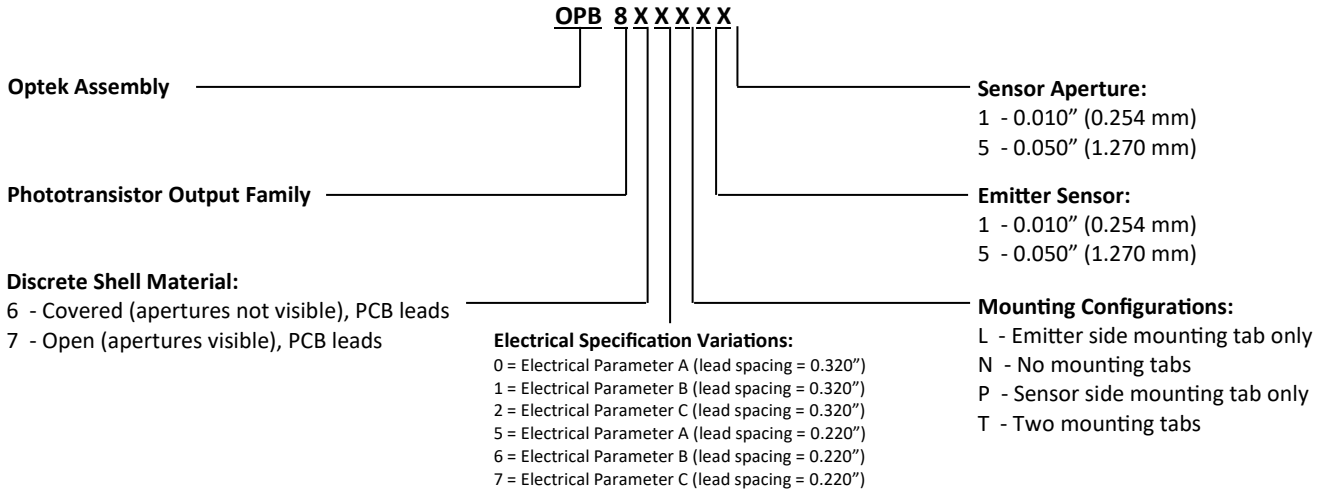 OPB 8 X X X X X
Optek Assembly
Phototransistor Output Family
Discrete Shell Material:
6 - Covered (apertures not visible), PCB leads
7 - Open (apertures visible), PCB leads
Electrical Specification Variations:
0 = Electrical Parameter A (lead spacing = 0.320”)
1 = Electrical Parameter B (lead spacing = 0.320”)
2 = Electrical Parameter C (lead spacing = 0.320”)
5 = Electrical Parameter A (lead spacing = 0.220”)
6 = Electrical Parameter B (lead spacing = 0.220”)
7 = Electrical Parameter C (lead spacing = 0.220”)
Sensor Aperture:
1 - 0.010” (0.254 mm)
5 - 0.050” (1.270 mm)
Emitter Sensor:
1 - 0.010” (0.254 mm)
5 - 0.050” (1.270 mm)
Mounting Configurations:
L - Emitter side mounting tab only
N - No mounting tabs
P - Sensor side mounting tab only
T - Two mounting tabs